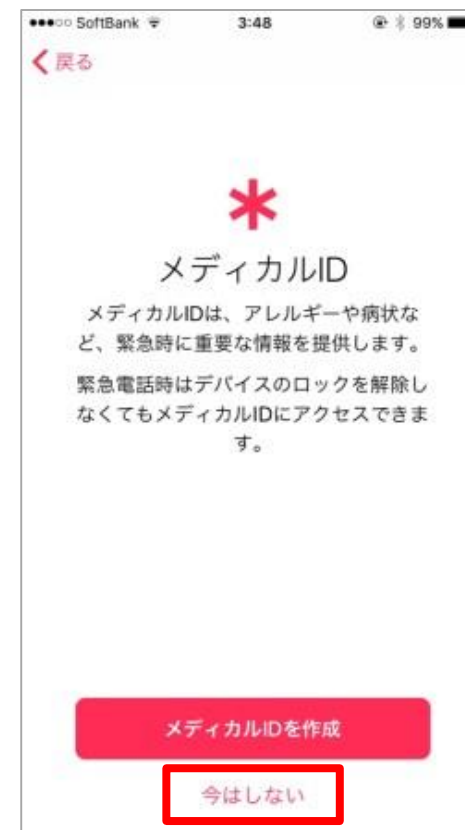 SoftBank 3:48 99%
戻る
メディカルID
メディカルIDは、アレルギーや病状な
ど、緊急時に重要な情報を提供します。
緊急電話時はデバイスのロックを解除し
なくてもメディカルIDにアクセスできま
す。
メディカルIDを作成
今はしない